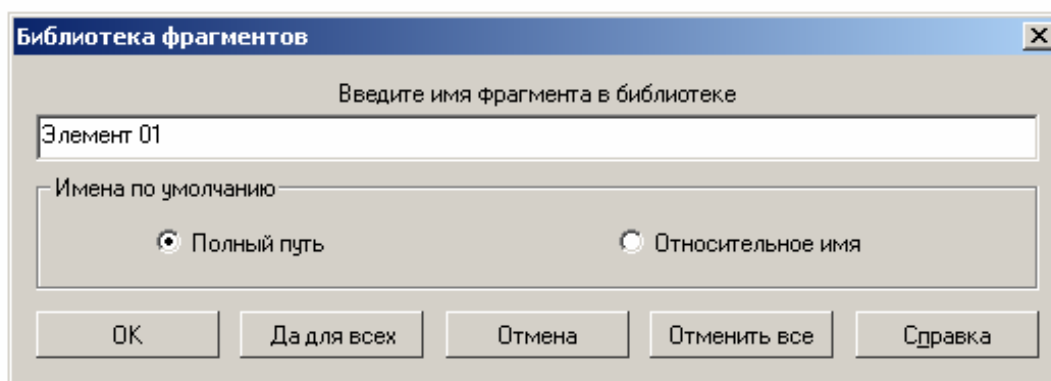 Библиотека фрагментов
Введите имя фрагмента в библиотеке
Элемент 01
Имена по умолчанию
Полный путь Относительное имя
OK Да для всех Отмена Отменить все Справка